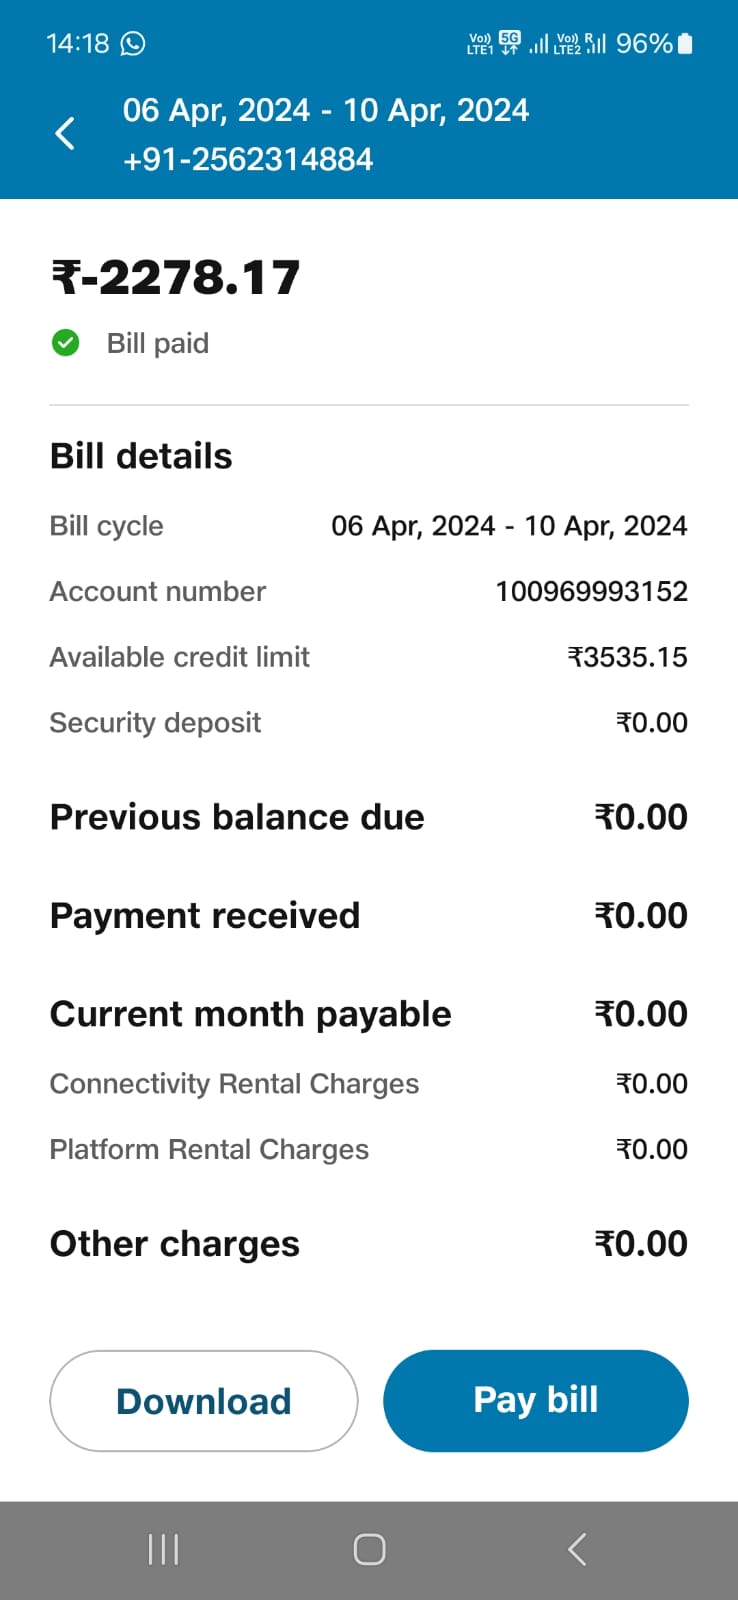 14:18 Vo)) LTE1 5G Vo)) LTE2 R 96%
06 Apr, 2024 - 10 Apr, 2024
+91-2562314884
₹-2278.17
Bill paid
Bill details
Bill cycle 06 Apr, 2024 - 10 Apr, 2024
Account number 100969993152
Available credit limit ₹3535.15
Security deposit ₹0.00
Previous balance due ₹0.00
Payment received ₹0.00
Current month payable ₹0.00
Connectivity Rental Charges ₹0.00
Platform Rental Charges ₹0.00
Other charges ₹0.00
Download Pay bill